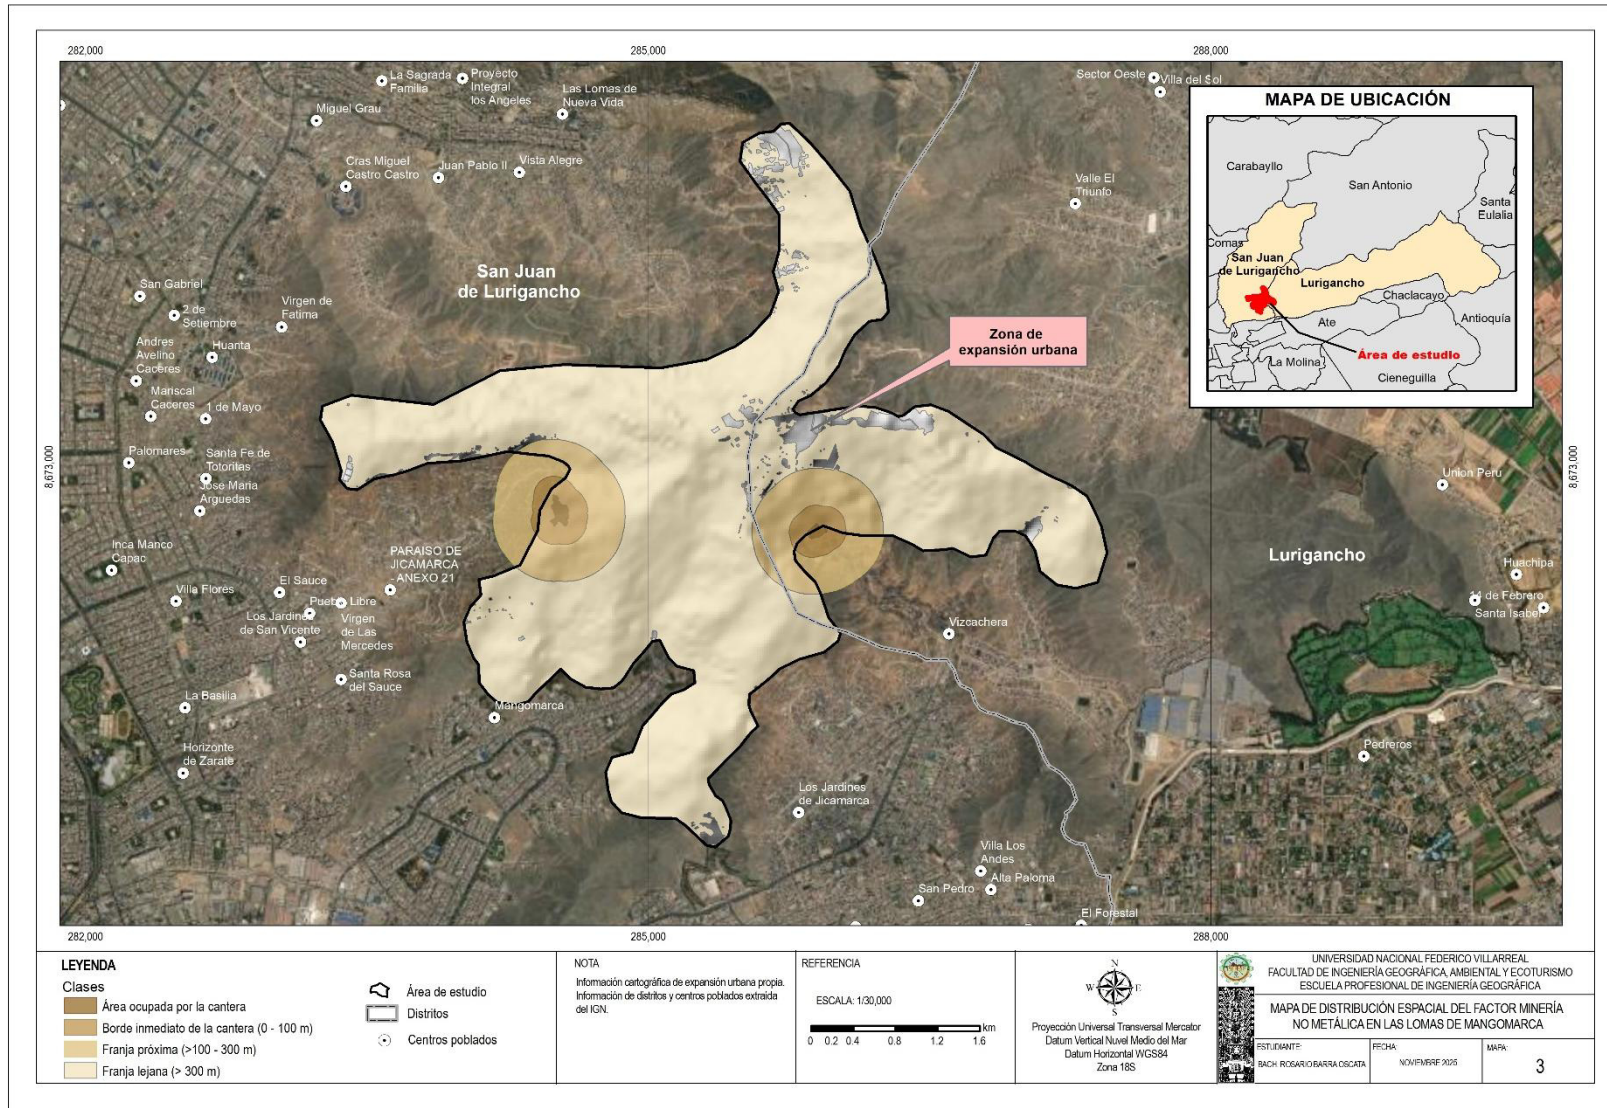 282,000
285,000
288,000
8,673,000
8,673,000
La Sagrada
Familia
Proyecto
Integral
los Angeles
Las Lomas de
Nueva Vida
Miguel Grau
Cras Miguel
Castro Castro
Juan Pablo II
Vista Alegre
Sector Oeste
Villa del Sol
Valle El
Triunfo
San Juan
de Lurigancho
San Gabriel
2 de
Setiembre
Virgen de
Fatima
Andres
Avelino
Caceres
Huanta
Mariscal
Caceres
1 de Mayo
Palomares
Santa Fe de
Totoritas
Jose Maria
Arguedas
Inca Manco
Capac
PARAISO DE
JICAMARCA
- ANEXO 21
El Sauce
Villa Flores
Pueblo Libre
Los Jardines
de San Vicente
Virgen
de Las
Mercedes
Santa Rosa
del Sauce
La Basilia
Mangomarca
Horizonte
de Zarate
Zona de
expansión urbana
Union Peru
Lurigancho
Huachipa
14 de Febrero
Santa Isabel
Vizcachera
Pedreros
Los Jardines
de Jicamarca
Villa Los
Andes
Alta Paloma
San Pedro
El Forestal
MAPA DE UBICACIÓN
Carabayllo
San Antonio
Santa
Eulalia
Comas
San Juan
de Lurigancho
Lurigancho
Chaclacayo
Ate
Antioquía
La Molina
Área de estudio
Cieneguilla
282,000
285,000
288,000
LEYENDA
Clases
Área ocupada por la cantera
Borde inmediato de la cantera (0 - 100 m)
Franja próxima (>100 - 300 m)
Franja lejana (> 300 m)
Área de estudio
Distritos
Centros poblados
NOTA
Información cartográfica de expansión urbana propia.
Información de distritos y centros poblados extraída
del IGN.
REFERENCIA
ESCALA: 1/30,000
km
0 0.2 0.4 0.8 1.2 1.6
N
W E
S
Proyección Universal Transversal Mercator
Datum Vertical Nuvel Medio del Mar
Datum Horizontal WGS84
Zona 18S
UNIVERSIDAD NACIONAL FEDERICO VILLARREAL
FACULTAD DE INGENIERÍA GEOGRÁFICA, AMBIENTAL Y ECOTURISMO
ESCUELA PROFESIONAL DE INGENIERÍA GEOGRÁFICA
MAPA DE DISTRIBUCIÓN ESPACIAL DEL FACTOR MINERÍA
NO METÁLICA EN LAS LOMAS DE MANGOMARCA
ESTUDIANTE:
BACH. ROSARIO BARRA OSCATA
FECHA:
NOVIEMBRE 2025
MAPA:
3